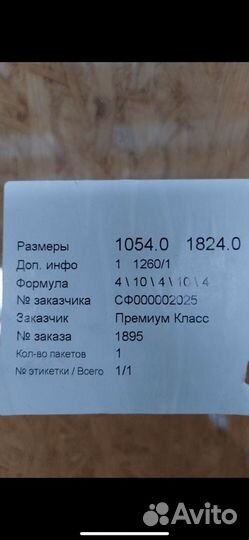 Размеры 1054.0 1824.0
Доп. инфо 1 1260/1
Формула 4 \ 10 \ 4 \ 10 \ 4
№ заказчика СФ000002025
Заказчик Премиум Класс
№ заказа 1895
Кол-во пакетов 1
№ этикетки / Всего 1/1
Avito